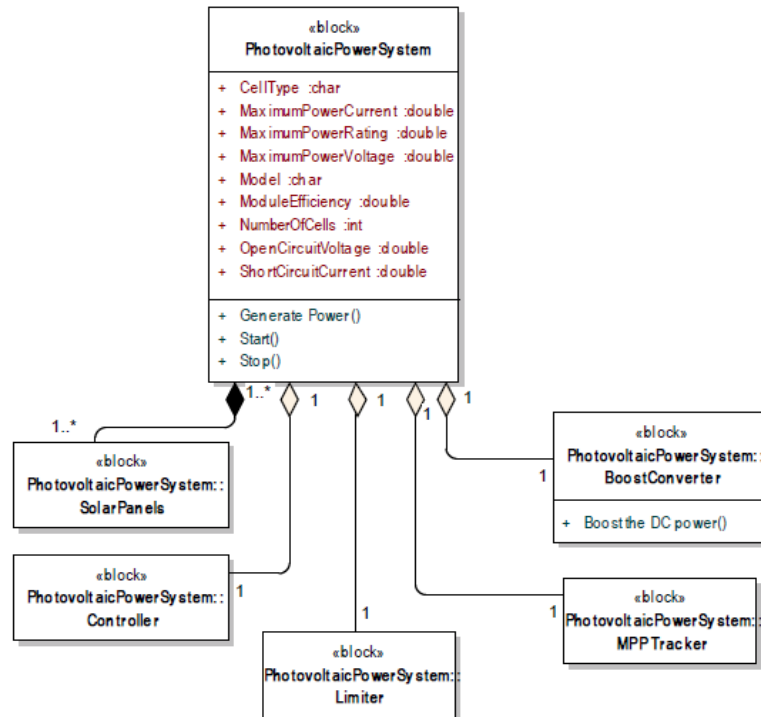 «block»
PhotovoltaicPowerSystem
+ CellType :char
+ MaximumPowerCurrent :double
+ MaximumPowerRating :double
+ MaximumPowerVoltage :double
+ Model :char
+ ModuleEfficiency :double
+ NumberOfCells :int
+ OpenCircuitVoltage :double
+ ShortCircuitCurrent :double
+ Generate Power()
+ Start()
+ Stop()
1..*
1
1
1
1
1..*
«block»
PhotovoltaicPowerSystem::
SolarPanels
«block»
PhotovoltaicPowerSystem::
BoostConverter
+ Boost the DC power()
1
«block»
PhotovoltaicPowerSystem::
Controller
1
«block»
PhotovoltaicPowerSystem::
MPPTracker
1
1
«block»
PhotovoltaicPowerSystem::
Limiter